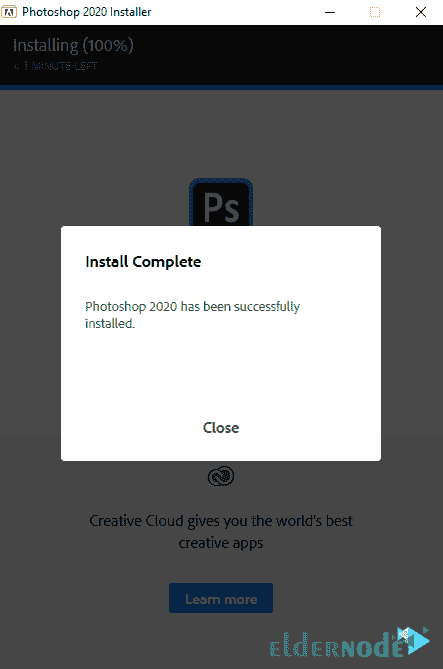 Photoshop 2020 Installer
Installing (100%)
< 1 MINUTE LEFT
Ps
Install Complete
Photoshop 2020 has been successfully
installed.
Close
Creative Cloud gives you the world's best
creative apps
Learn more
eldernode